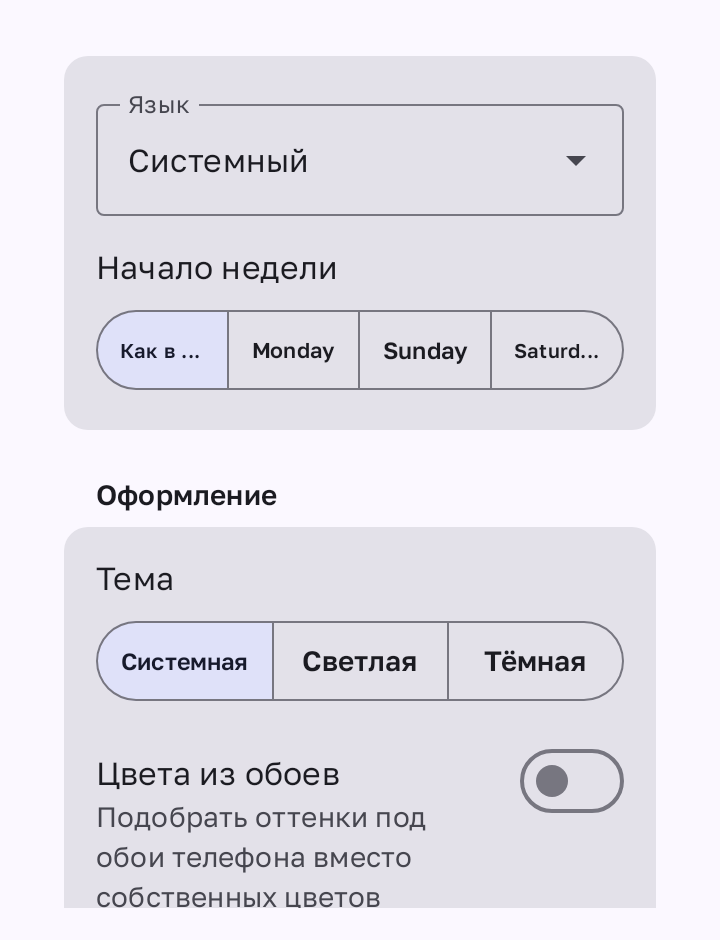 Язык
Системный
Начало недели
Как в ...
Monday
Sunday
Saturd...
Оформление
Тема
Системная
Светлая
Тёмная
Цвета из обоев
Подобрать оттенки под
обои телефона вместо
собственных цветов